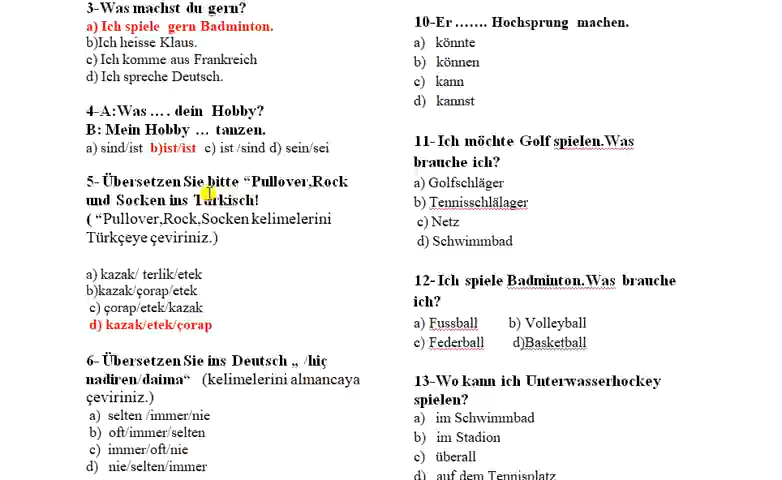 3-Was machst du gern?
a) Ich spiele gern Badminton.
b)Ich heisse Klaus.
c) Ich komme aus Frankreich
d) Ich spreche Deutsch.
4-A:Was …. dein Hobby?
B: Mein Hobby … tanzen.
a) sind/ist b)ist/ist c) ist /sind d) sein/sei
5- Übersetzen Sie bitte “Pullover,Rock
und Socken ins Türkisch!
( “Pullover,Rock,Socken kelimelerini
Türkçeye çeviriniz.)
a) kazak/ terlik/etek
b)kazak/çorap/etek
c) çorap/etek/kazak
d) kazak/etek/çorap
6- Übersetzen Sie ins Deutsch „ /hiç
nadiren/daima“ (kelimelerini almancaya
çeviriniz.)
a) selten /immer/nie
b) oft/immer/selten
c) immer/oft/nie
d) nie/selten/immer
10-Er ……. Hochsprung machen.
a) könnte
b) können
c) kann
d) kannst
11- Ich möchte Golf spielen.Was
brauche ich?
a) Golfschläger
b) Tennisschlälager
c) Netz
d) Schwimmbad
12- Ich spiele Badminton.Was brauche
ich?
a) Fussball b) Volleyball
c) Federball d)Basketball
13-Wo kann ich Unterwasserhockey
spielen?
a) im Schwimmbad
b) im Stadion
c) überall
d) auf dem Tennisplatz